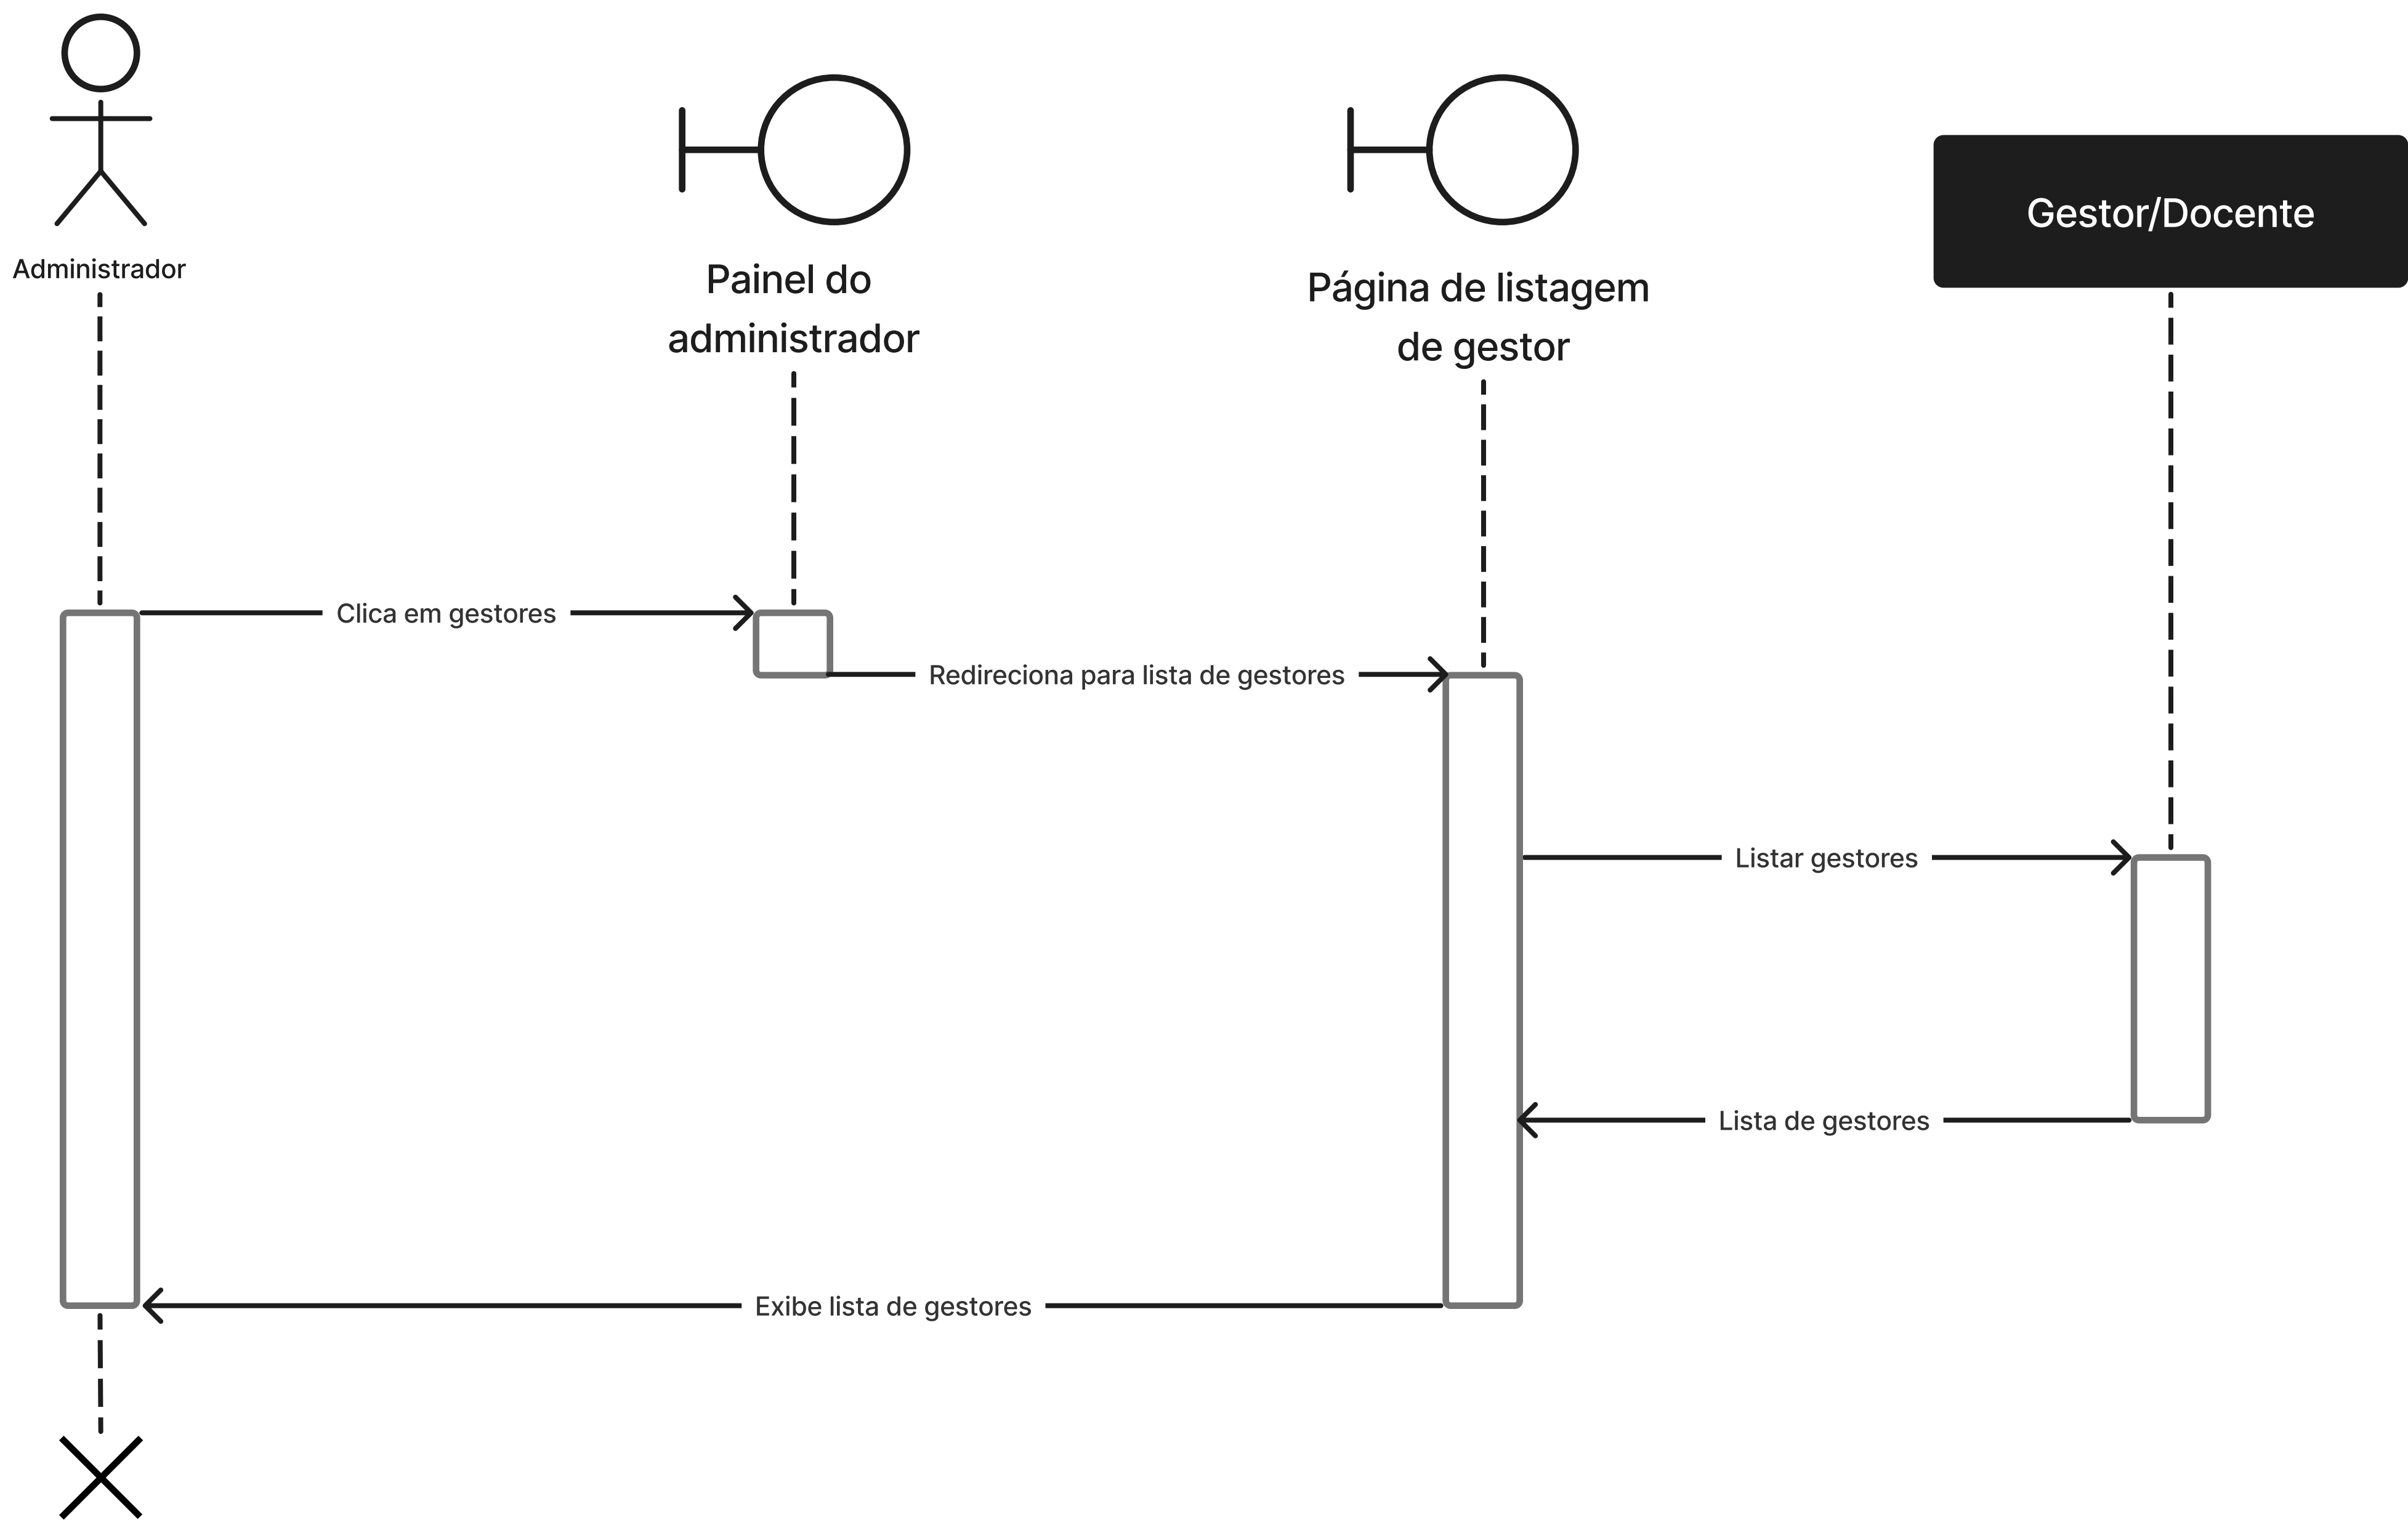 Administrador
Painel do
administrador
Página de listagem
de gestor
Gestor/Docente
Clica em gestores
Redireciona para lista de gestores
Listar gestores
Lista de gestores
Exibe lista de gestores